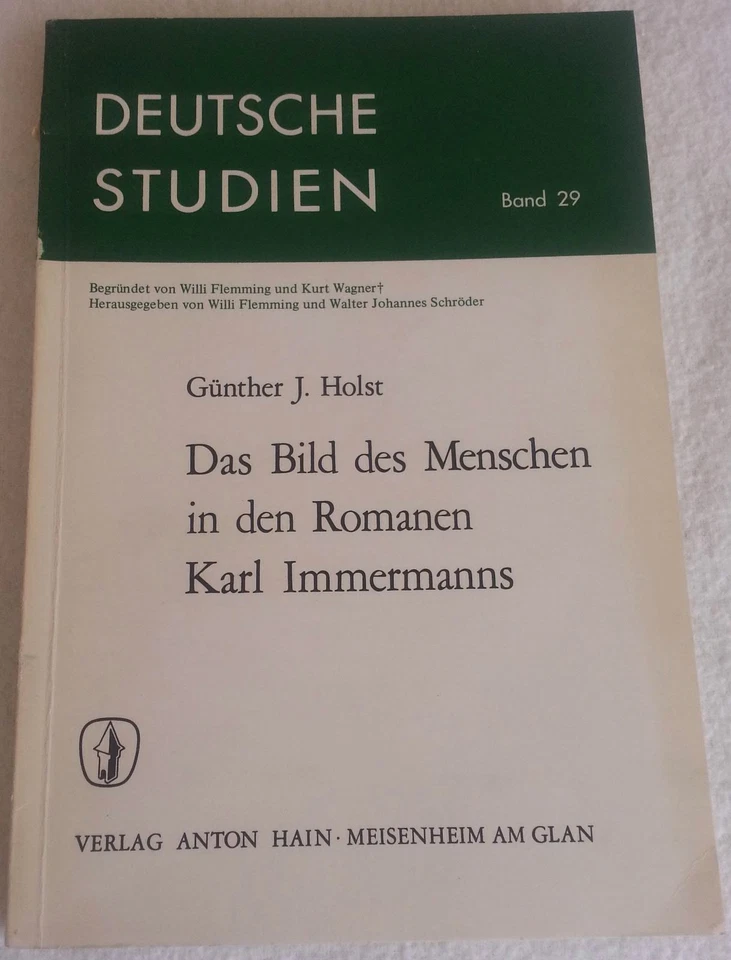 DEUTSCHE
STUDIEN
Band 29
Begründet von Willi Flemming und Kurt Wagner†
Herausgegeben von Willi Flemming und Walter Johannes Schröder
Günther J. Holst
Das Bild des Menschen
in den Romanen
Karl Immermanns
VERLAG ANTON HAIN · MEISENHEIM AM GLAN